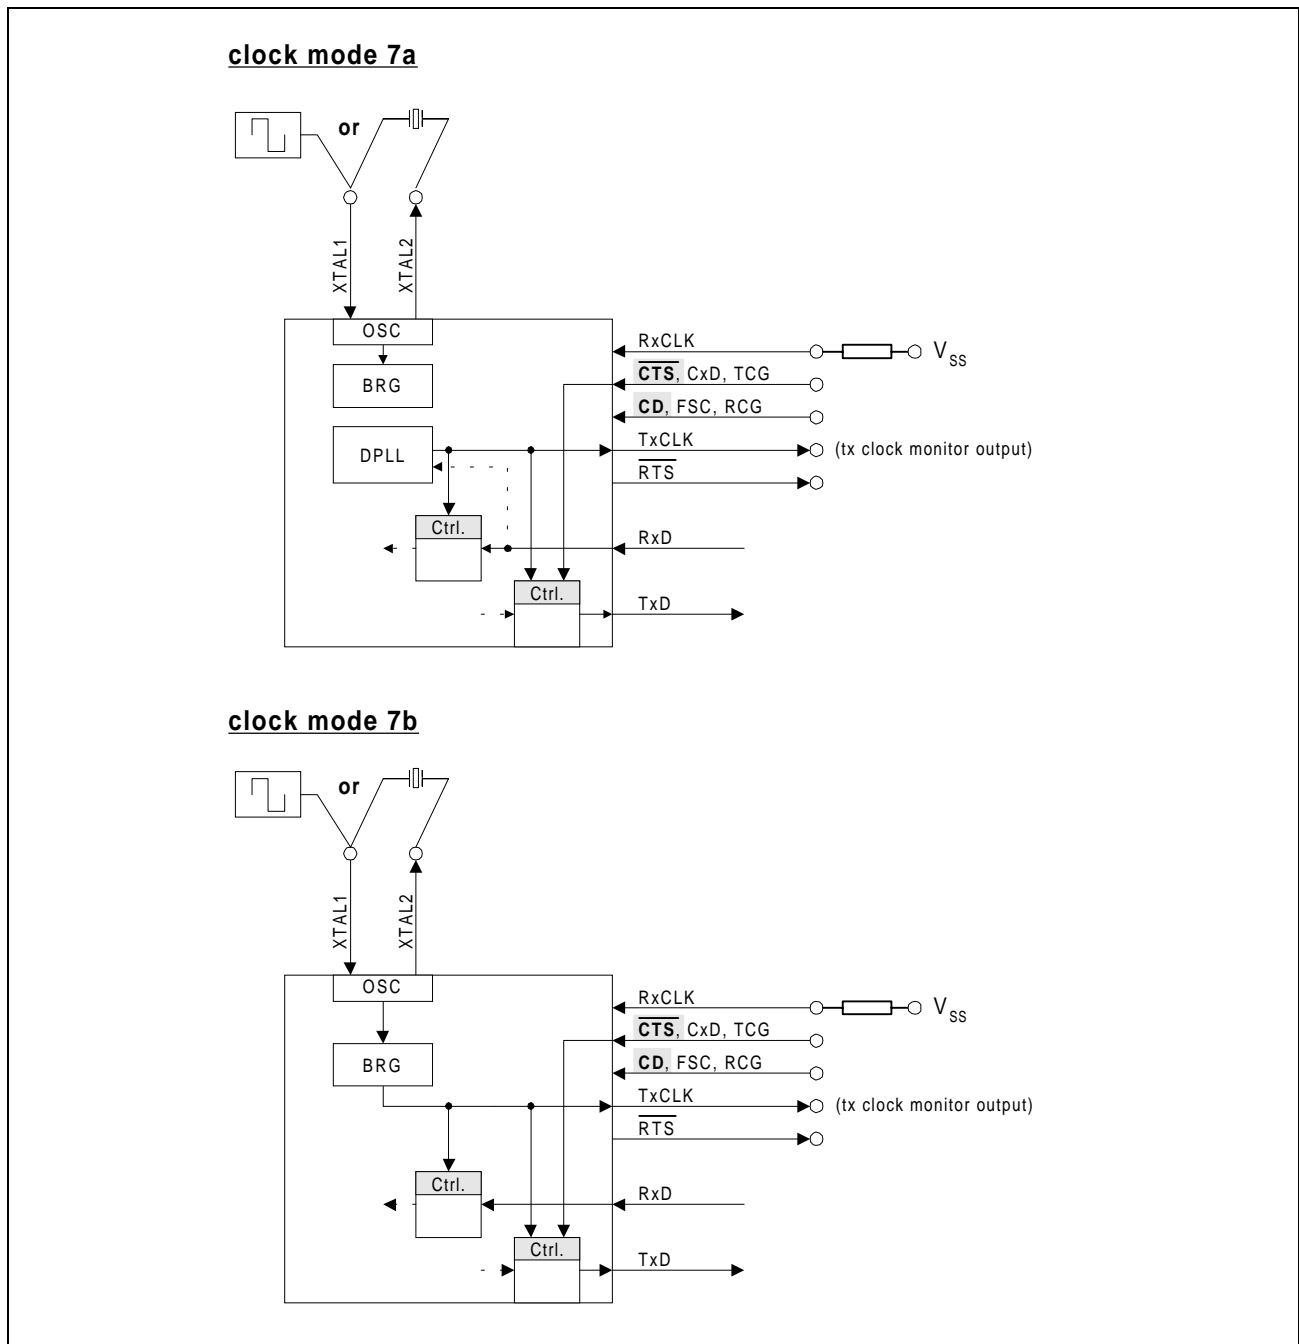 clock mode 7a
or
XTAL1
XTAL2
OSC
BRG
DPLL
Ctrl.
Ctrl.
RxCLK
VSS
CTS, CxD, TCG
CD, FSC, RCG
TxCLK
(tx clock monitor output)
RTS
RxD
TxD
clock mode 7b
or
XTAL1
XTAL2
OSC
BRG
Ctrl.
Ctrl.
RxCLK
VSS
CTS, CxD, TCG
CD, FSC, RCG
TxCLK
(tx clock monitor output)
RTS
RxD
TxD